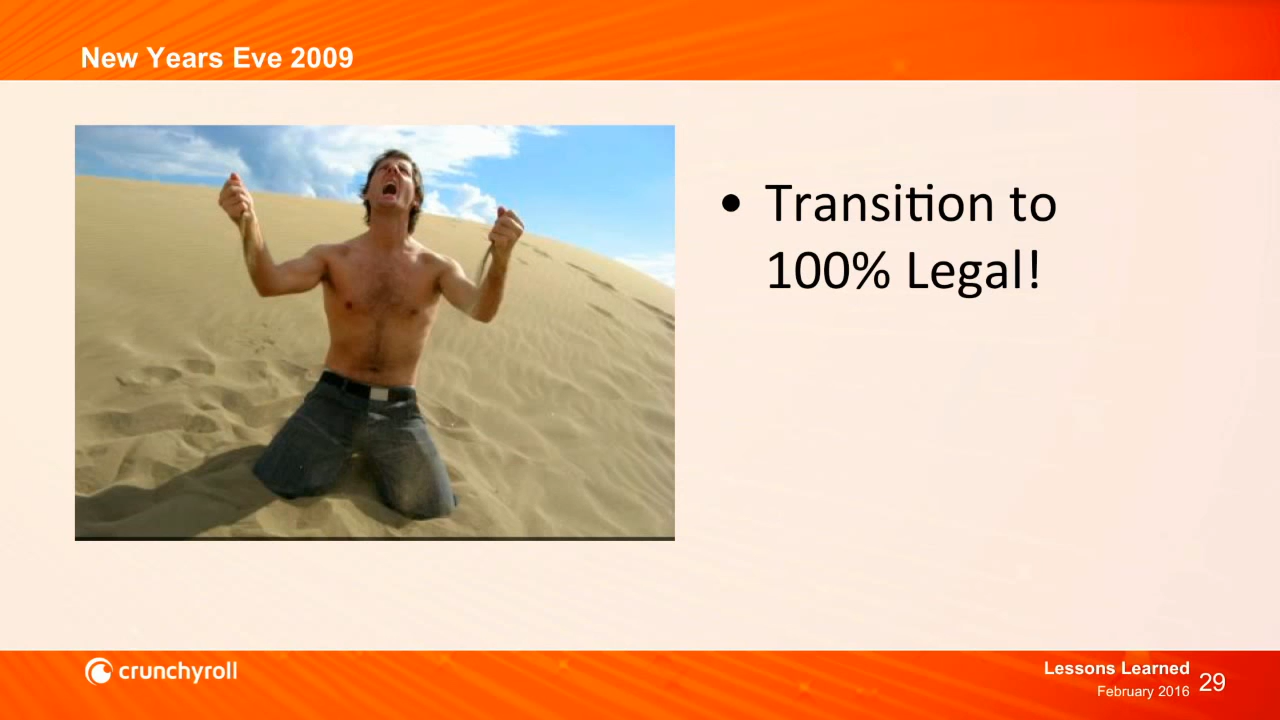 New Years Eve 2009
• Transition to
100% Legal!
crunchyroll
Lessons Learned
February 2016
29